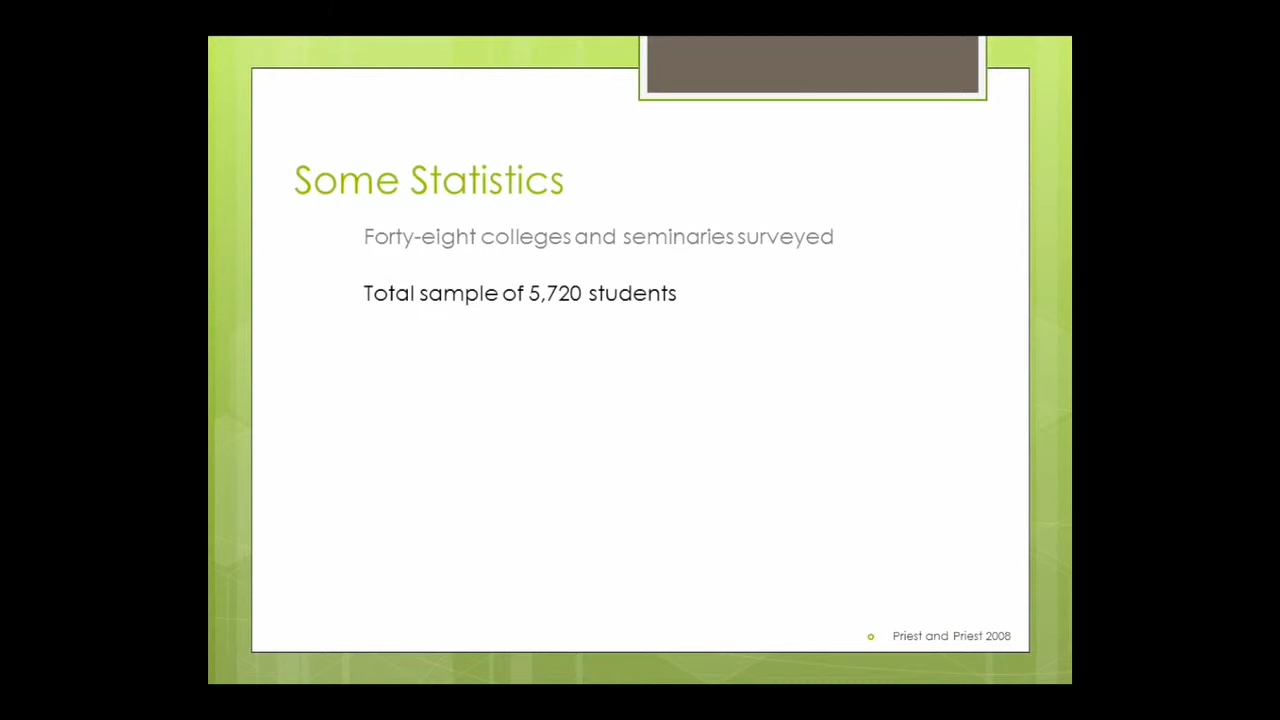 Some Statistics
Forty-eight colleges and seminaries surveyed
Total sample of 5,720 students
Priest and Priest 2008